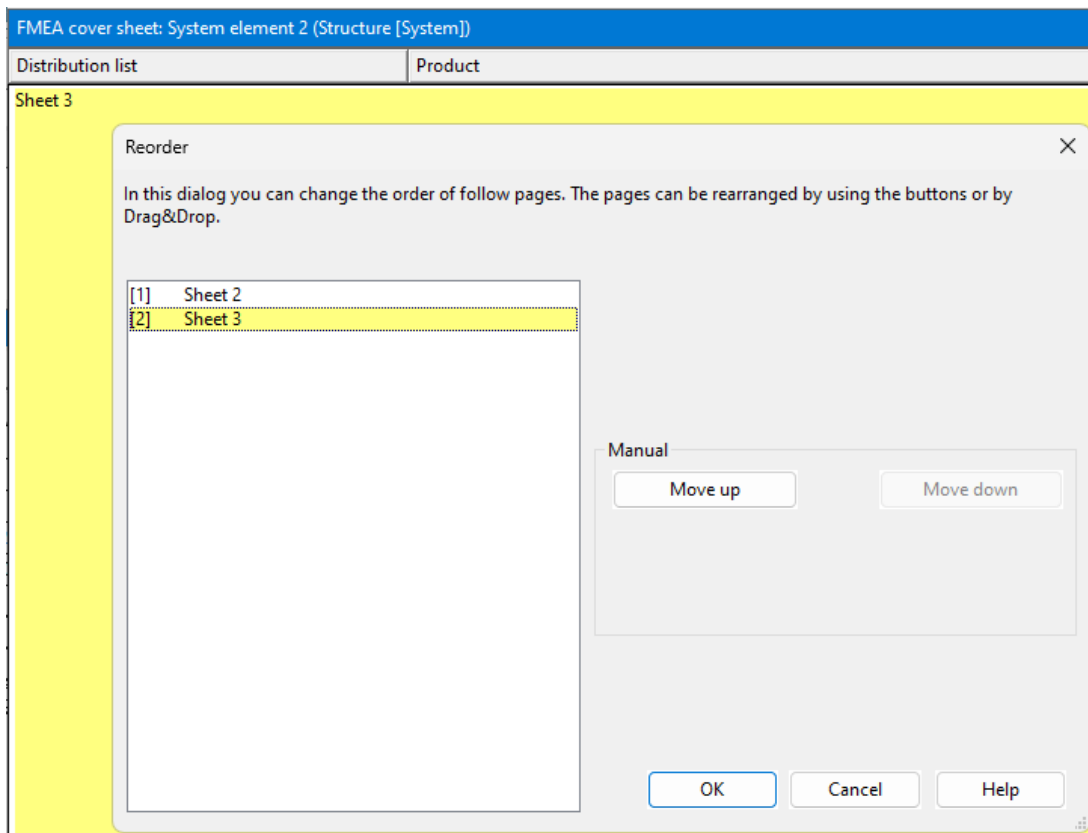 FMEA cover sheet: System element 2 (Structure [System])
Distribution list Product
Sheet 3
Reorder
In this dialog you can change the order of follow pages. The pages can be rearranged by using the buttons or by
Drag&Drop.
[1] Sheet 2
[2] Sheet 3
Manual
Move up Move down
OK Cancel Help